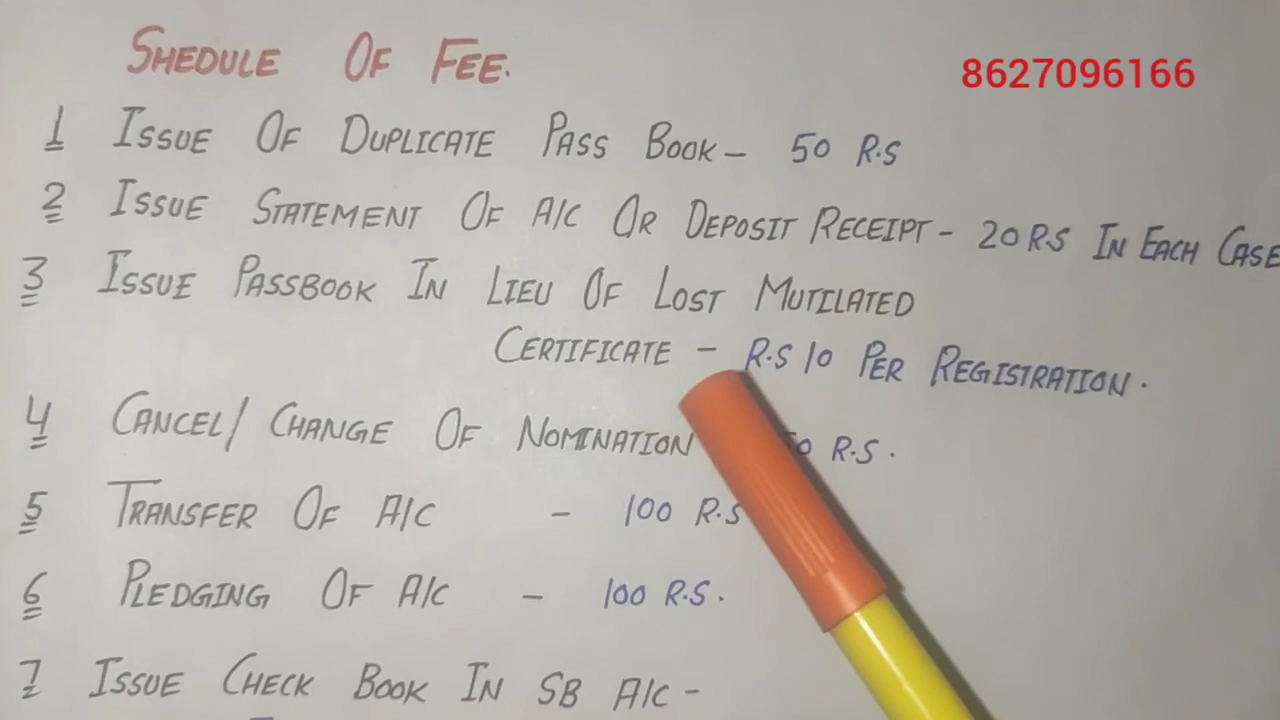 SHEDULE OF FEE.
8627096166
1 ISSUE OF DUPLICATE PASS BOOK - 50 R.S
2 ISSUE STATEMENT OF A/C OR DEPOSIT RECEIPT - 20 R.S IN EACH CASE
3 ISSUE PASSBOOK IN LIEU OF LOST MUTILATED
CERTIFICATE - R.S 10 PER REGISTRATION.
4 CANCEL/ CHANGE OF NOMINATION R.S.
5 TRANSFER OF A/C - 100 R.S
6 PLEDGING OF A/C - 100 R.S.
7 ISSUE CHECK BOOK IN SB A/C -